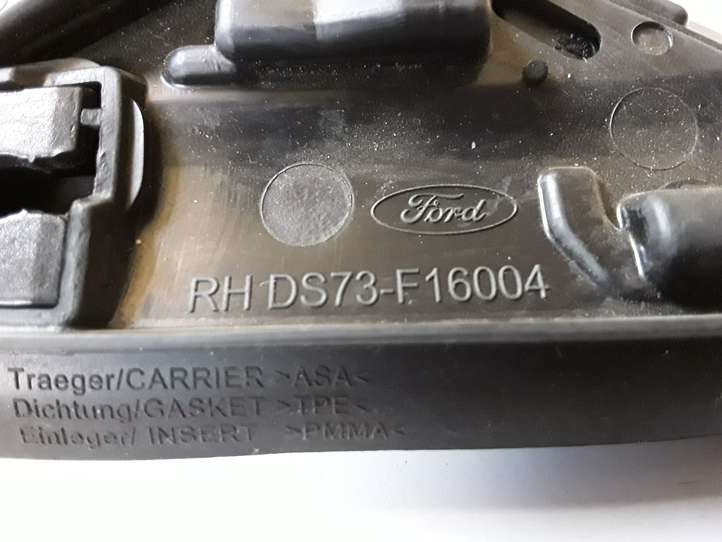 Ford
RH DS73-F16004
Traeger/CARRIER >ASA<
Dichtung/GASKET >TPE<
Einleger/ INSERT >PMMA<